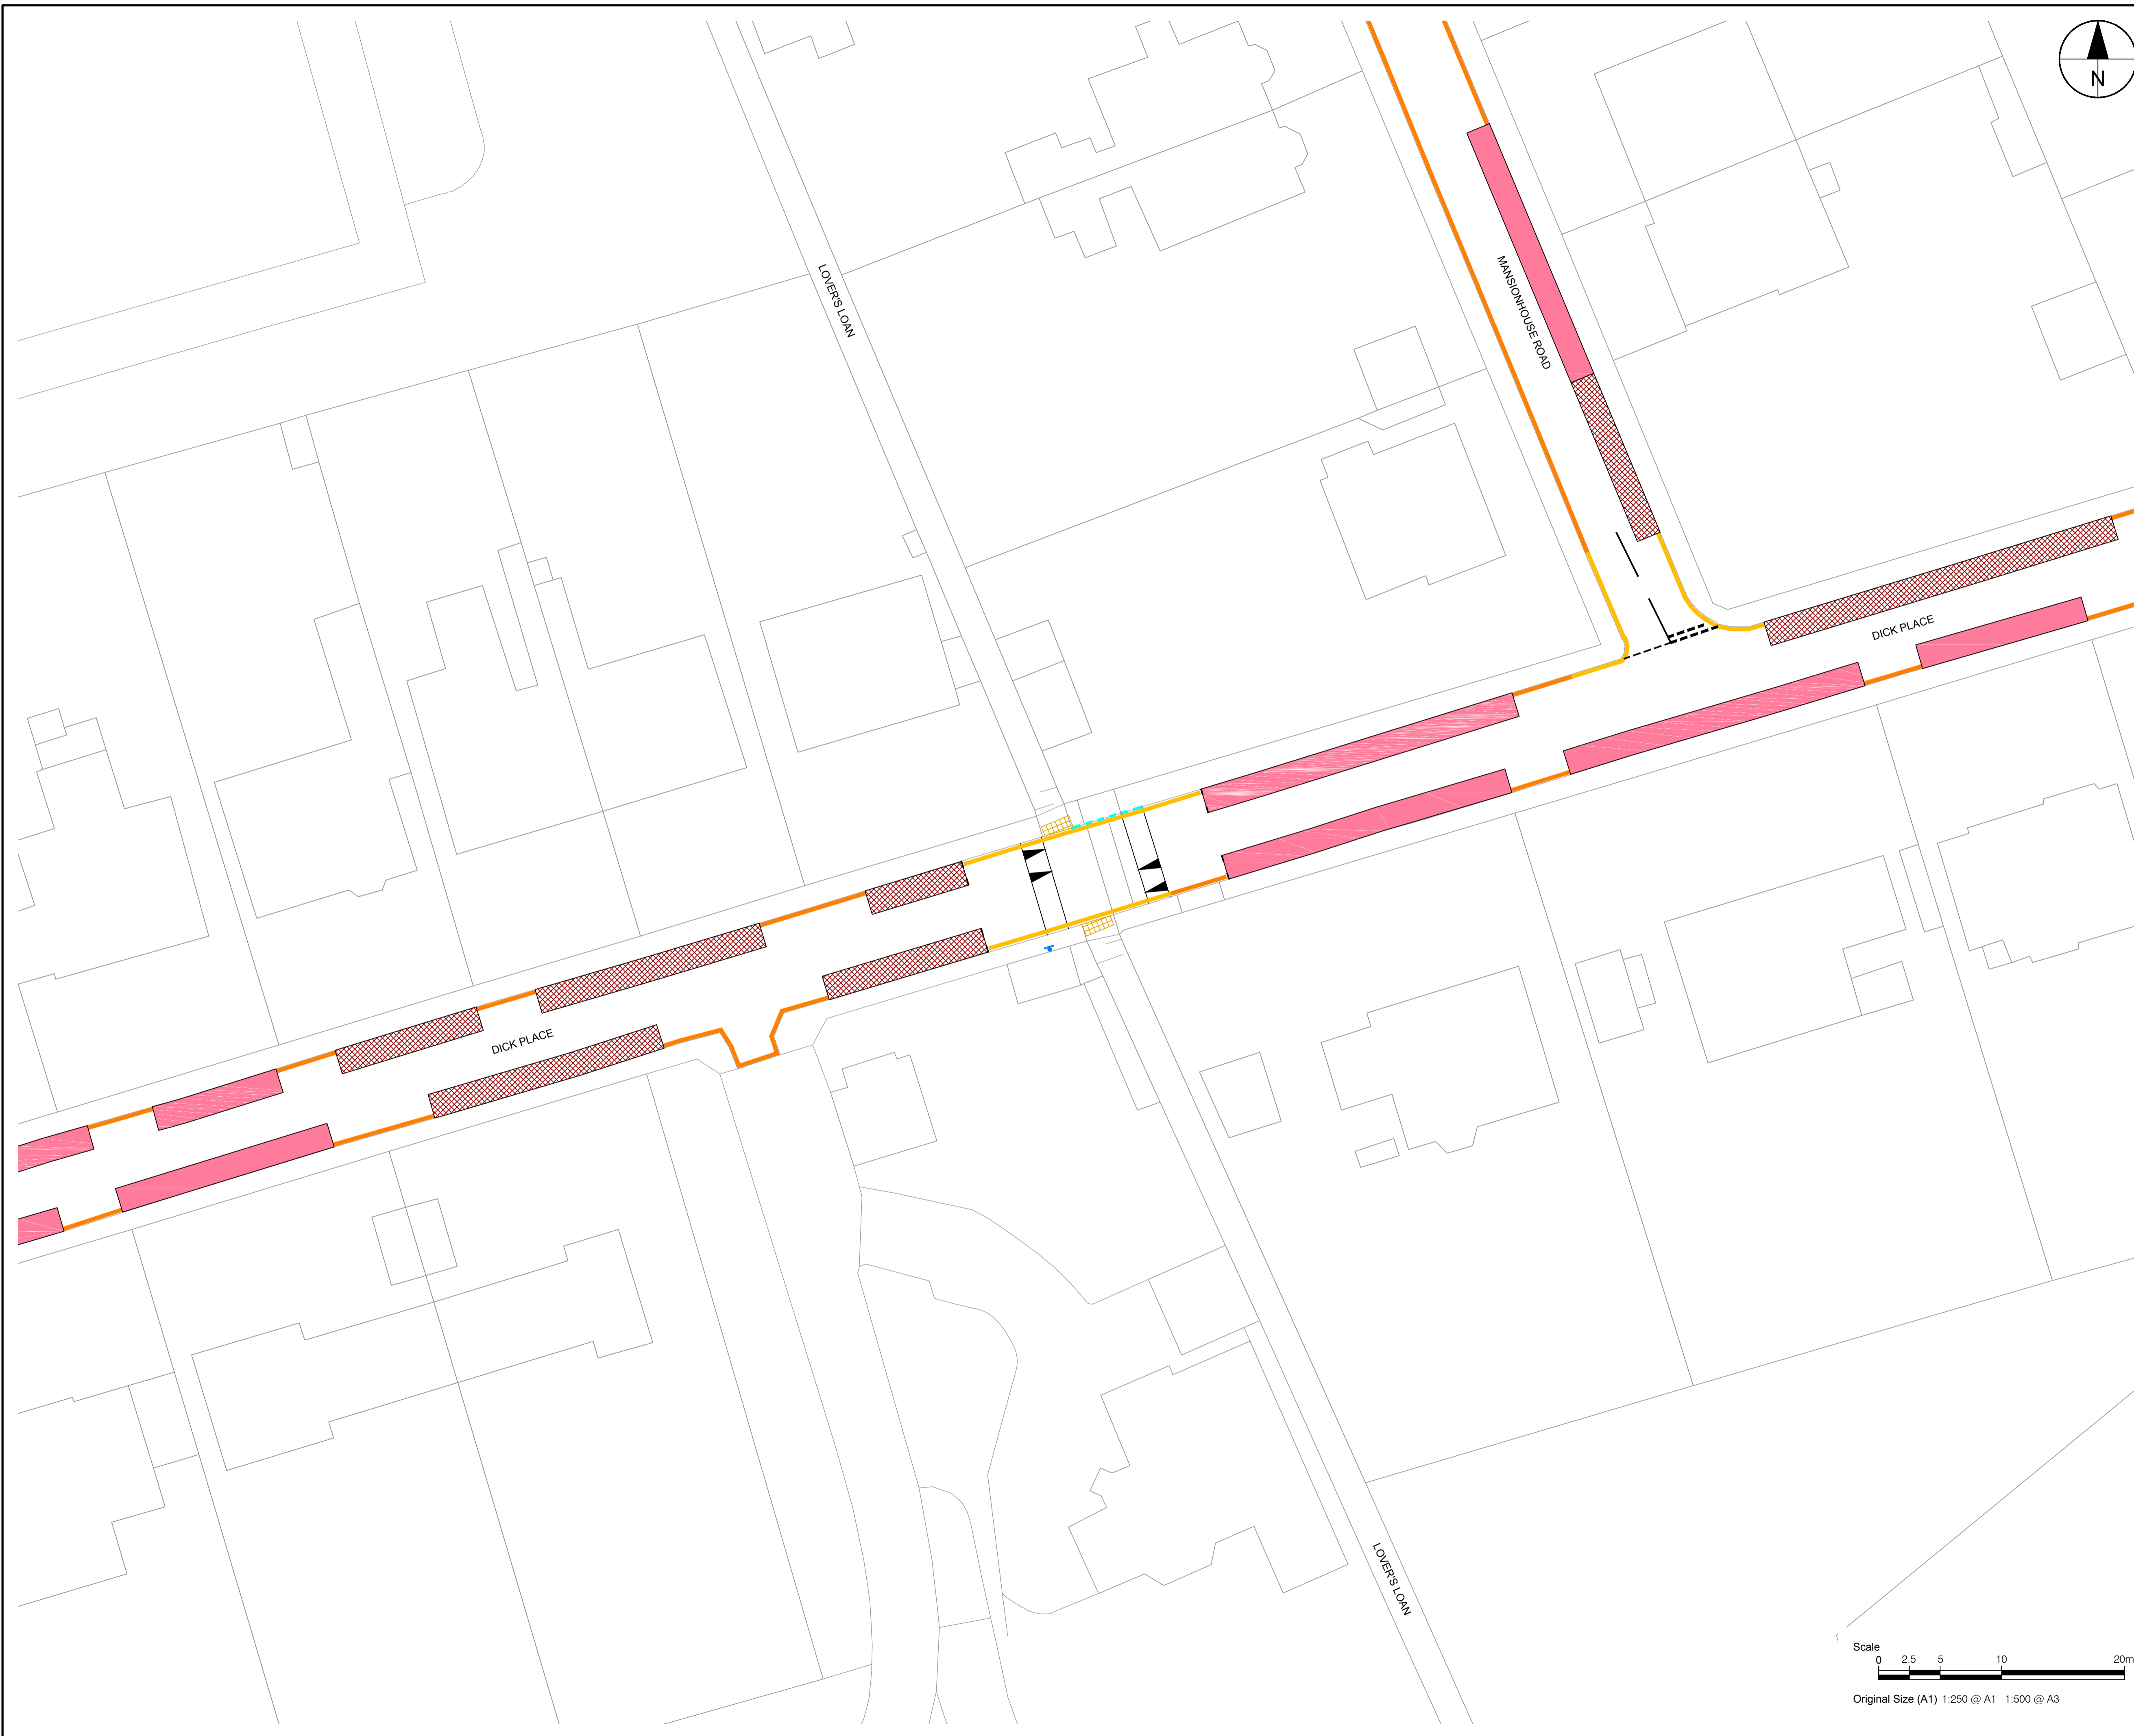 N
LOVER'S LOAN
MANSIONHOUSE ROAD
DICK PLACE
DICK PLACE
LOVER'S LOAN
Scale
0 2.5 5 10 20m
Original Size (A1) 1:250 @ A1 1:500 @ A3